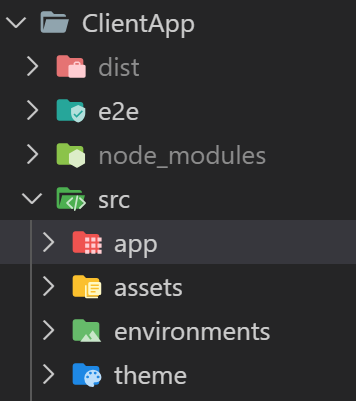 ClientApp
dist
e2e
node_modules
src
app
assets
environments
theme